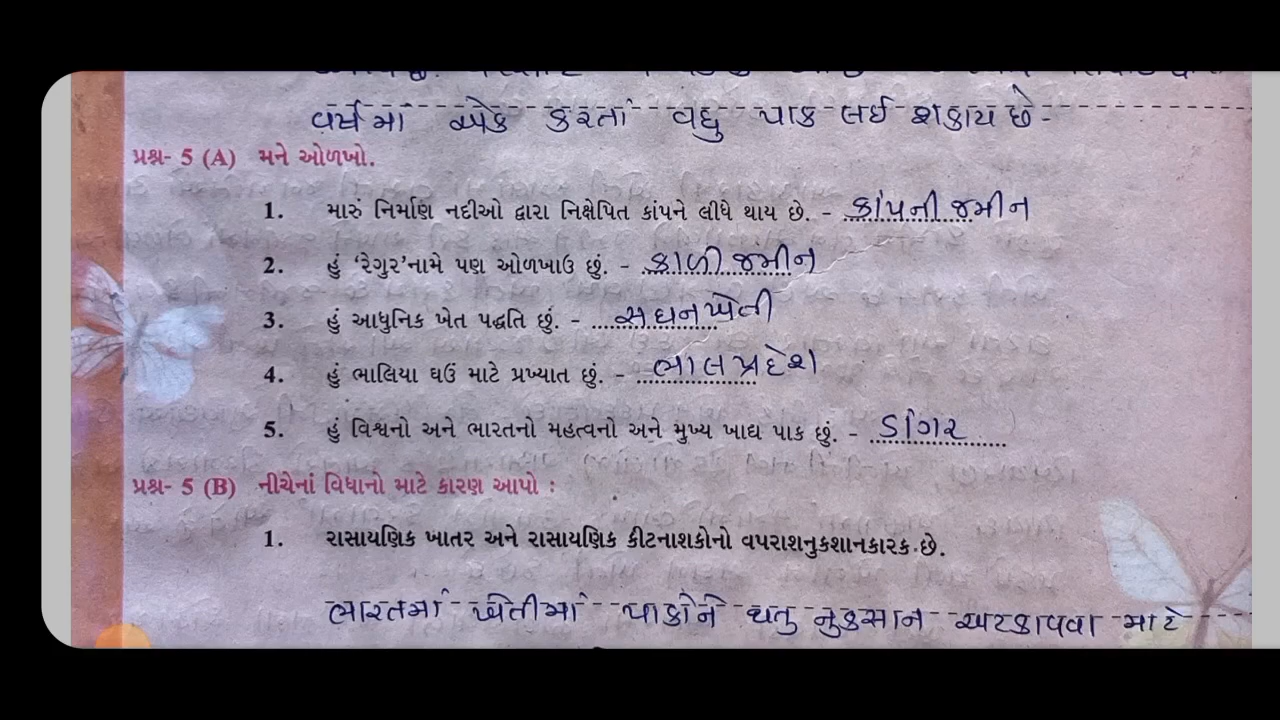 વર્ષમાં એક કરતાં વધુ પાક લઈ શકાય છે.
પ્રશ્ન- 5 (A) મને ઓળખો.
1. મારું નિર્માણ નદીઓ દ્વારા નિક્ષેપિત કાંપને લીધે થાય છે. - કાંપની જમીન
2. હું ‘રેગુર’નામે પણ ઓળખાઉ છું. - કાળી જમીન
3. હું આધુનિક ખેત પદ્ધતિ છું. - સઘન ખેતી
4. હું ભાલિયા ઘઉં માટે પ્રખ્યાત છું. - ભાલ પ્રદેશ
5. હું વિશ્વનો અને ભારતનો મહત્વનો અને મુખ્ય ખાદ્ય પાક છું. - ડાંગર
પ્રશ્ન- 5 (B) નીચેનાં વિધાનો માટે કારણ આપો :
1. રાસાયણિક ખાતર અને રાસાયણિક કીટનાશકોનો વપરાશનુકશાનકારક છે.
ભારતમાં ખેતીમાં પાકોને થતુ નુકસાન અટકાવવા માટે